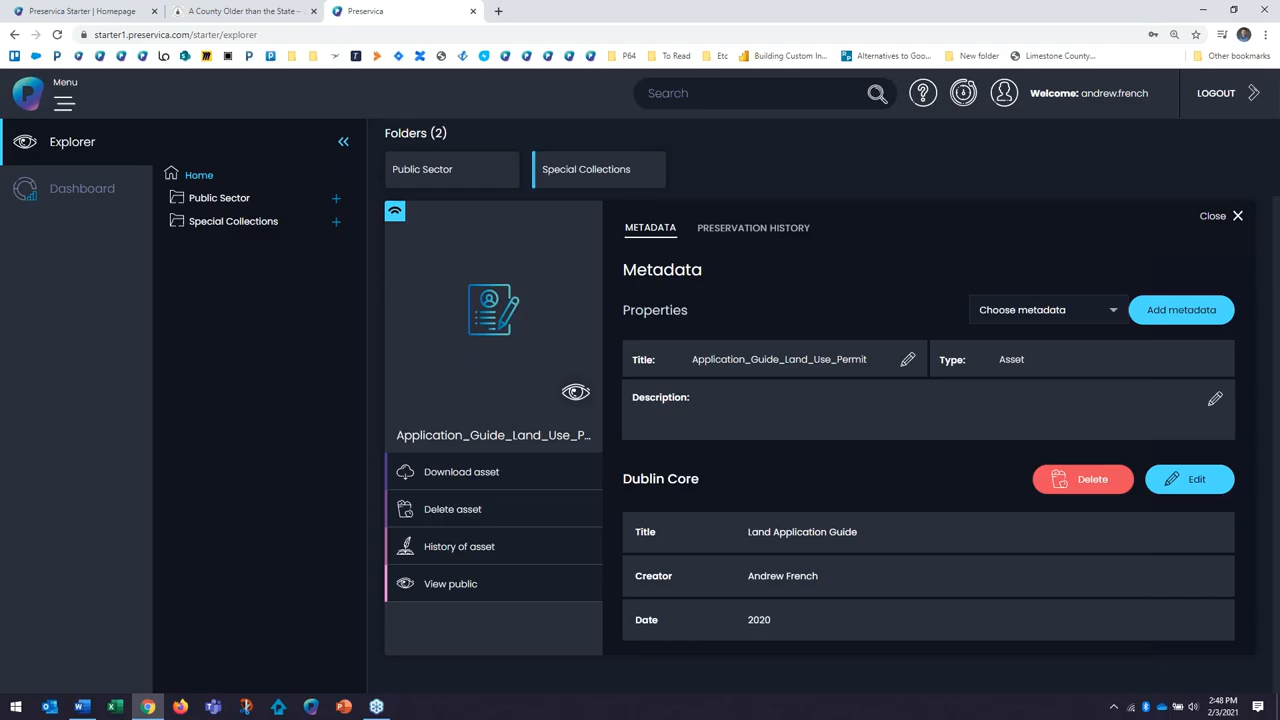 Preservica Starter | Homepage
A County Older than the State –
Preservica
starter1.preservica.com/starter/explorer
P64
To Read
Etc
Building Custom In...
Alternatives to Goo...
New folder
Limestone County...
Other bookmarks
Menu
Search
Welcome: andrew.french
LOGOUT
Explorer
Dashboard
Home
Public Sector
Special Collections
Folders (2)
Public Sector
Special Collections
Application_Guide_Land_Use_P...
Download asset
Delete asset
History of asset
View public
METADATA
PRESERVATION HISTORY
Close
Metadata
Properties
Choose metadata
Add metadata
Title: Application_Guide_Land_Use_Permit
Type: Asset
Description:
Dublin Core
Delete
Edit
Title Land Application Guide
Creator Andrew French
Date 2020
2:48 PM
2/3/2021